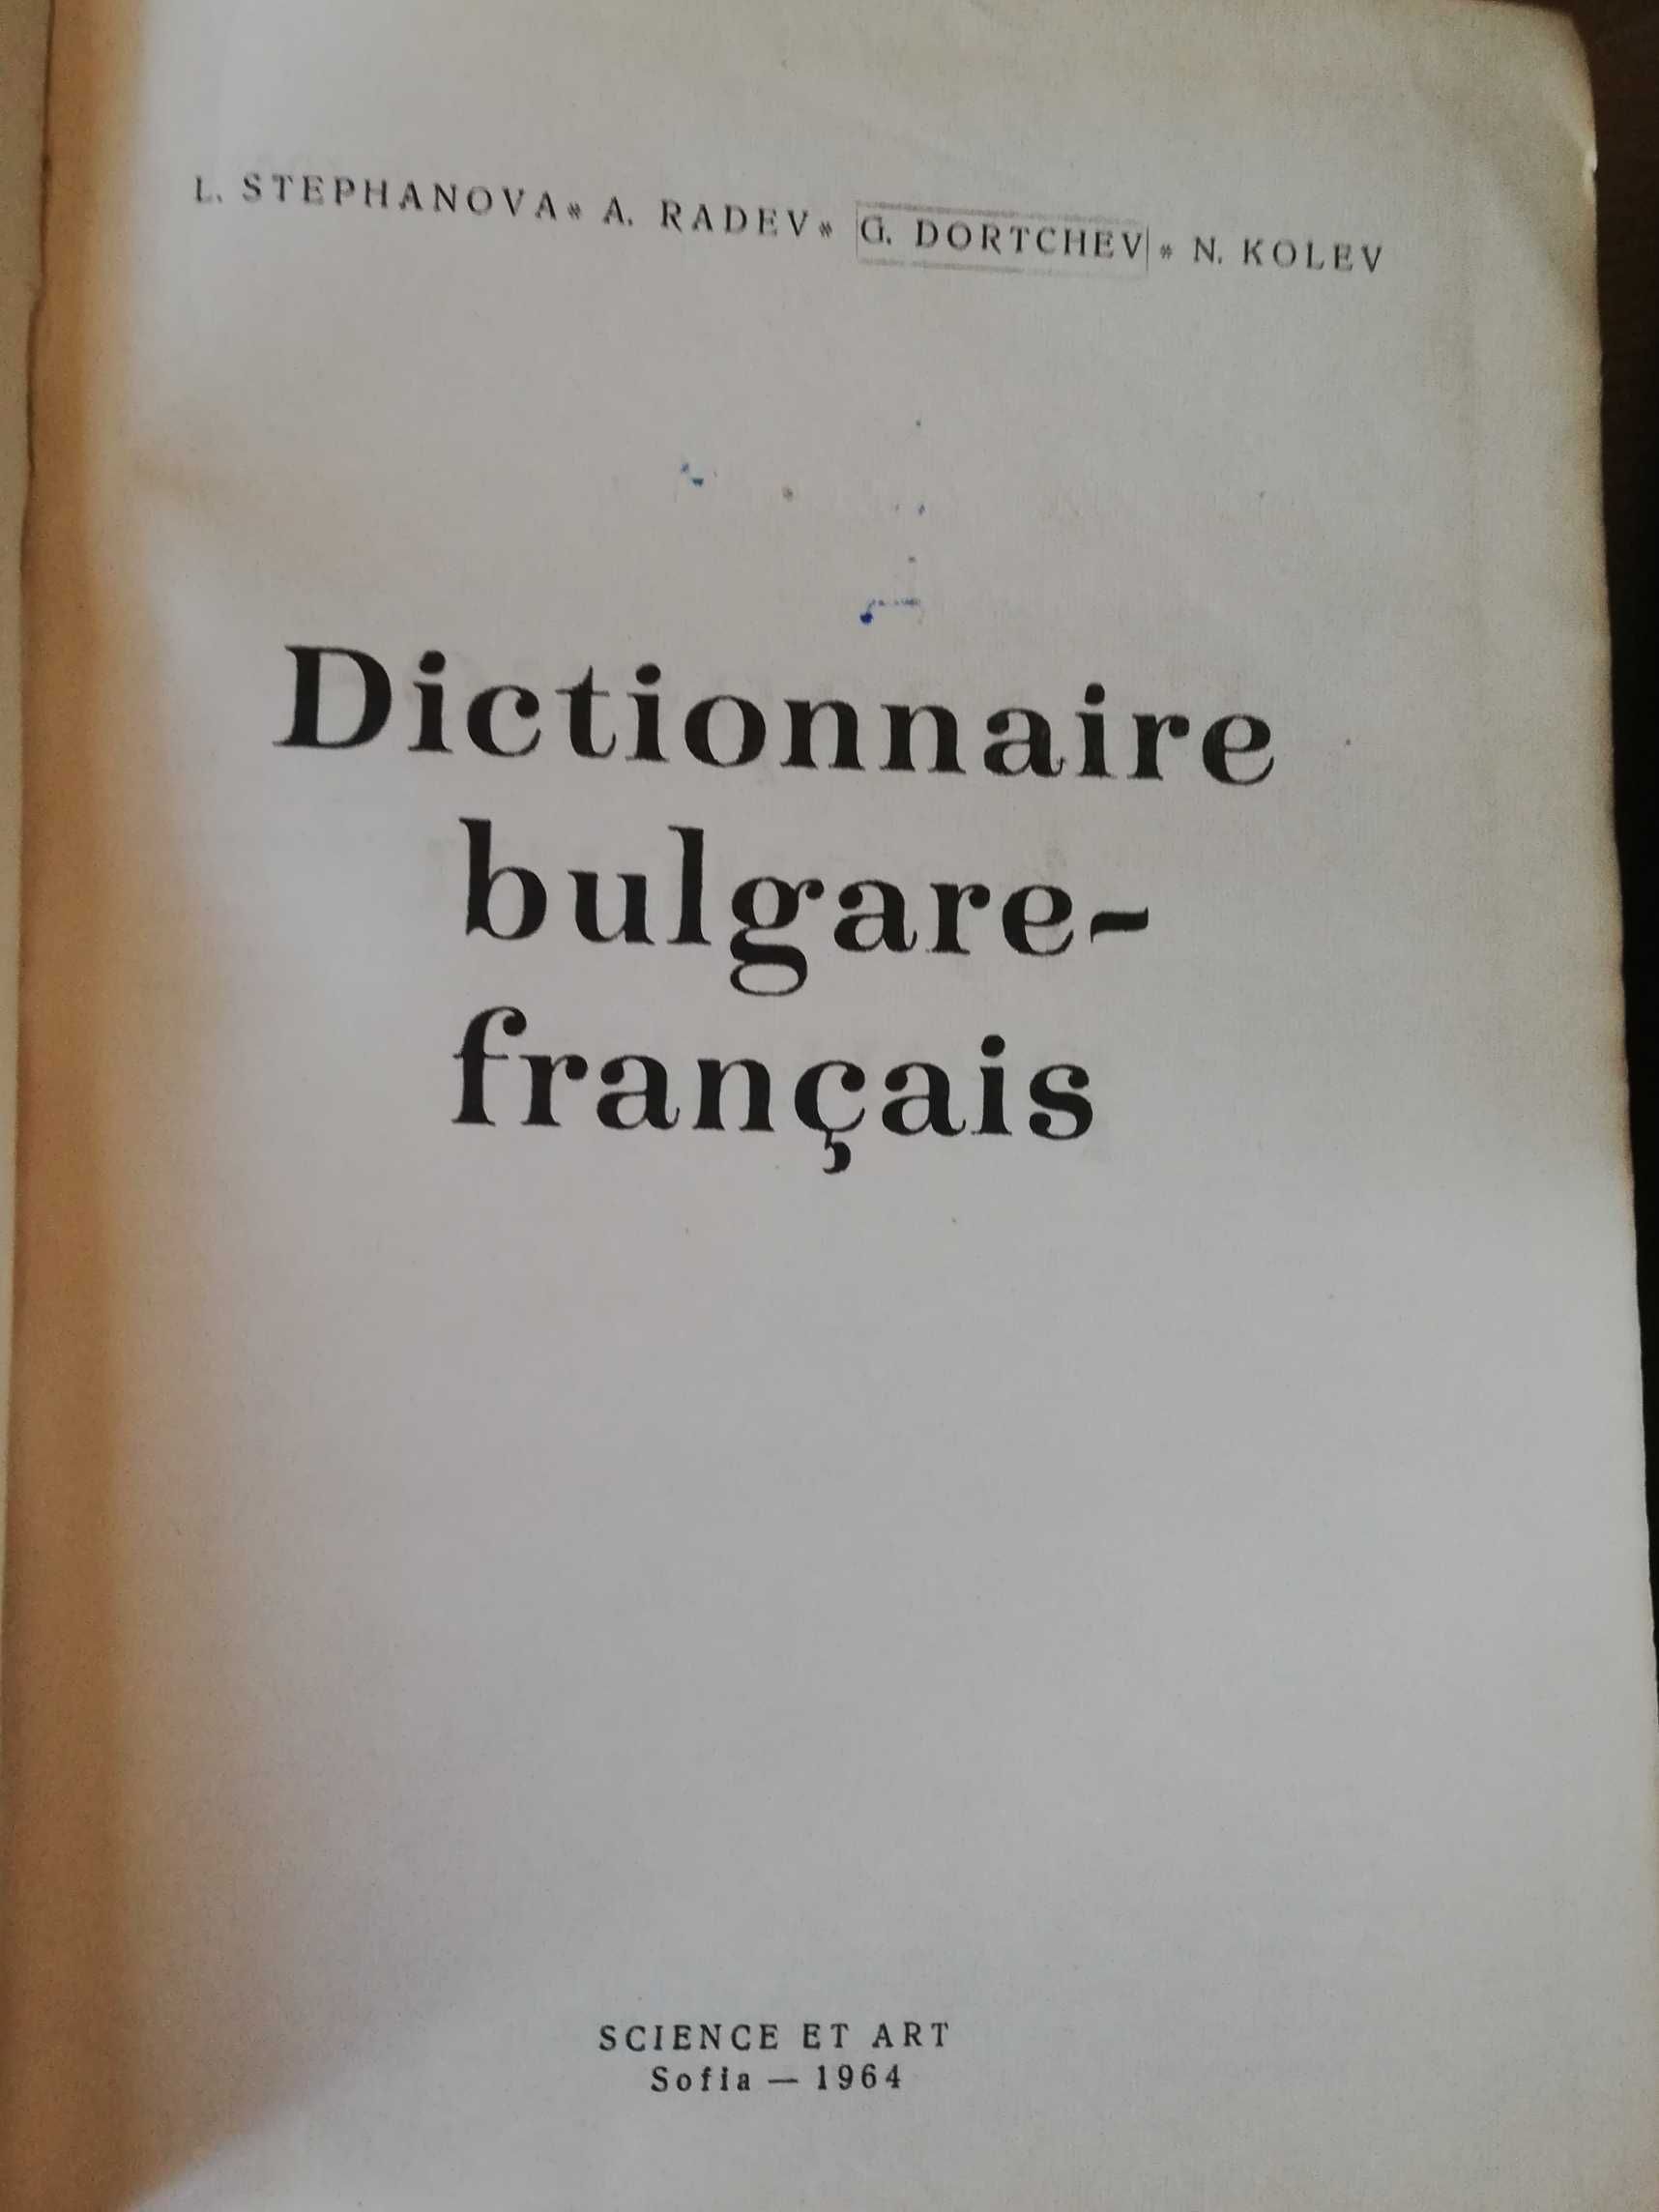 L. STEPHANOVA * A. RADEV * G. DORTCHEV * N. KOLEV
Dictionnaire
bulgare-
français
SCIENCE ET ART
Sofia — 1964